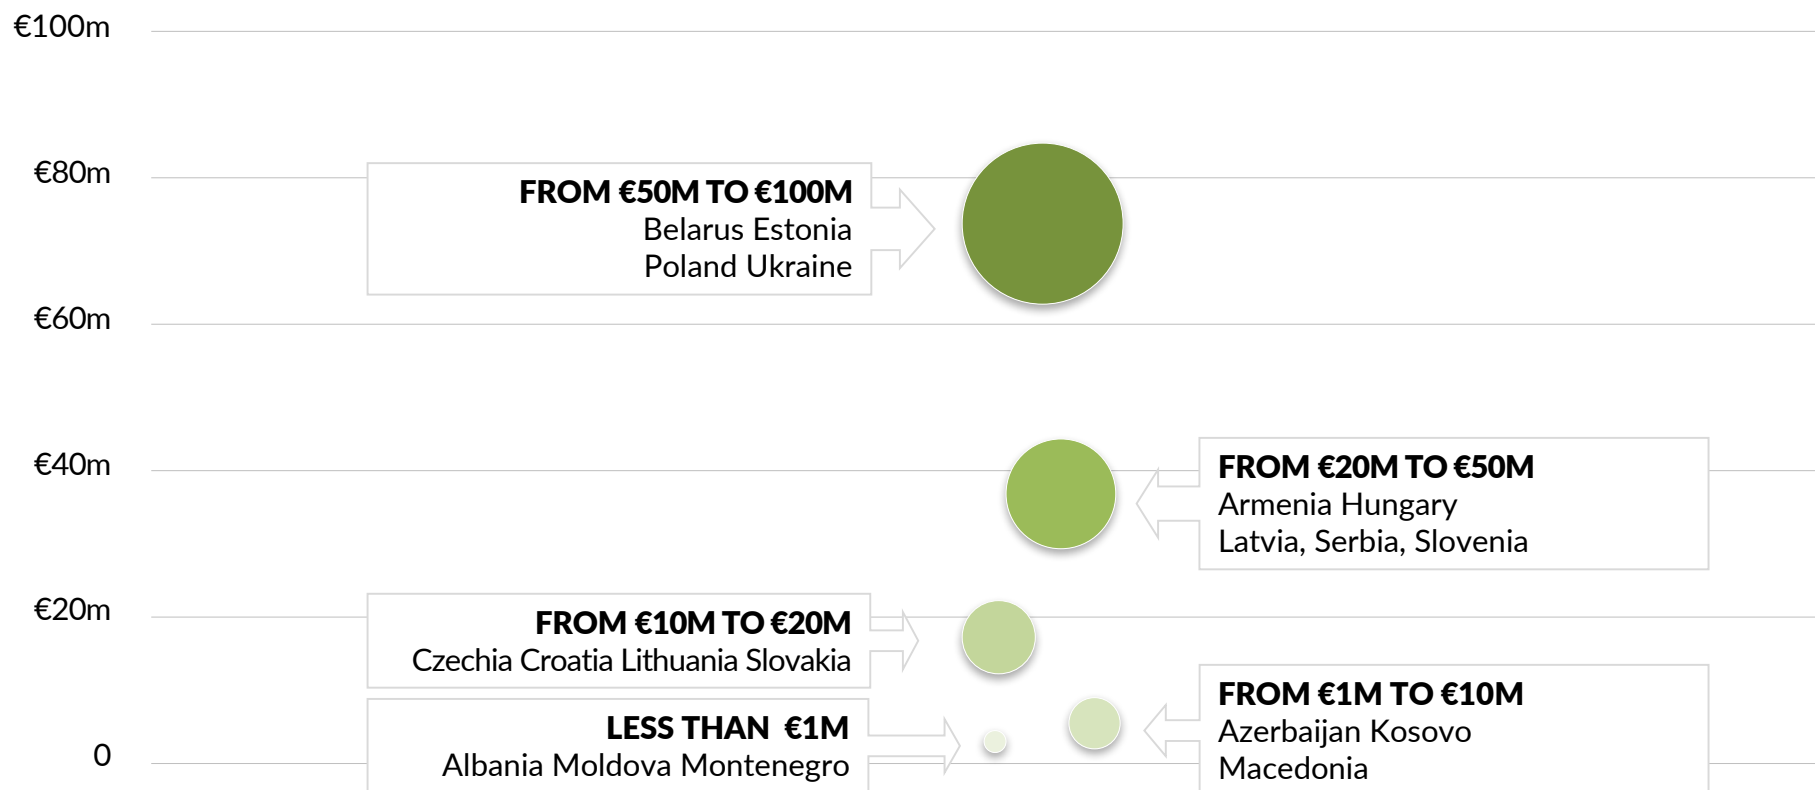 €100m
€80m
FROM €50M TO €100M
Belarus Estonia
Poland Ukraine
€60m
€40m
FROM €20M TO €50M
Armenia Hungary
Latvia, Serbia, Slovenia
€20m
FROM €10M TO €20M
Czechia Croatia Lithuania Slovakia
FROM €1M TO €10M
Azerbaijan Kosovo
Macedonia
LESS THAN €1M
Albania Moldova Montenegro
0